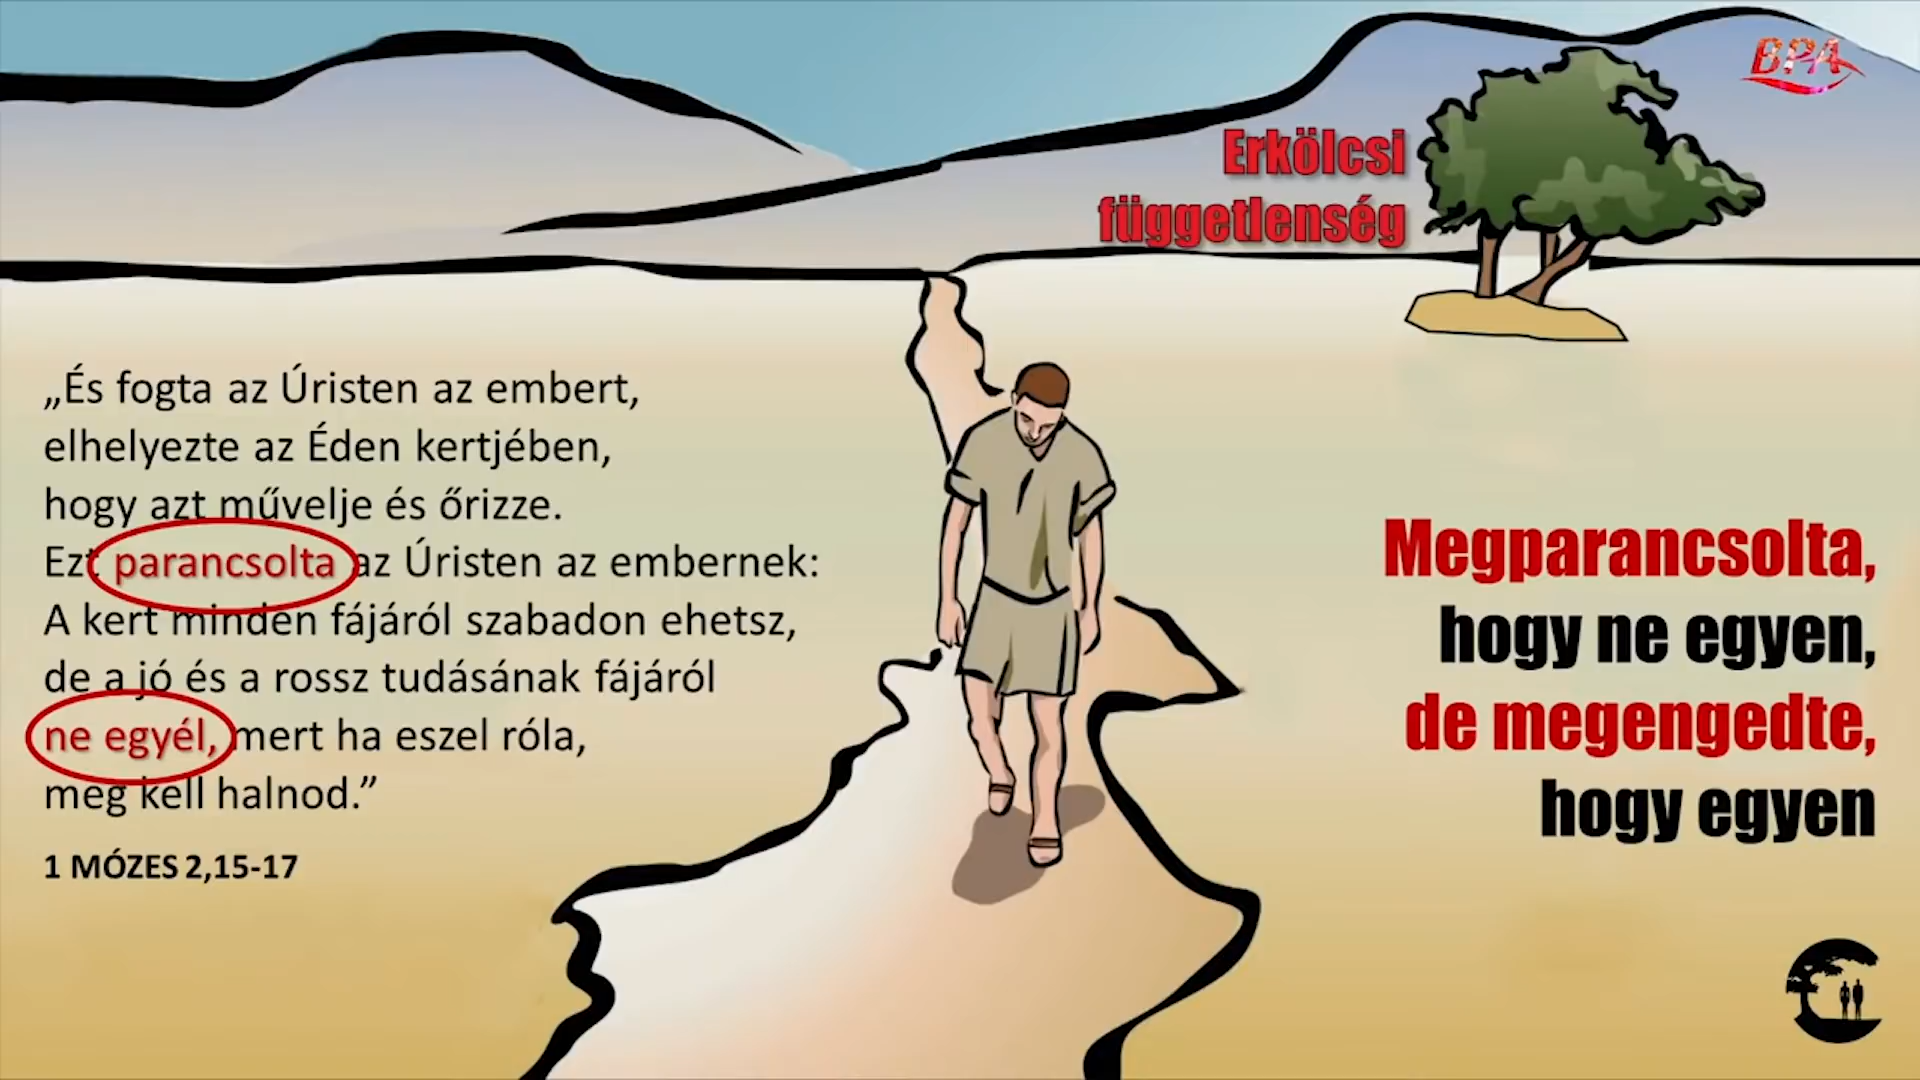 BPA
Erkölcsi
függetlenség
„És fogta az Úristen az embert,
elhelyezte az Éden kertjében,
hogy azt művelje és őrizze.
Ezt parancsolta az Úristen az embernek:
A kert minden fájáról szabadon ehetsz,
de a jó és a rossz tudásának fájáról
ne egyél, mert ha eszel róla,
meg kell halnod.”
1 MÓZES 2,15-17
Megparancsolta,
hogy ne egyen,
de megengedte,
hogy egyen